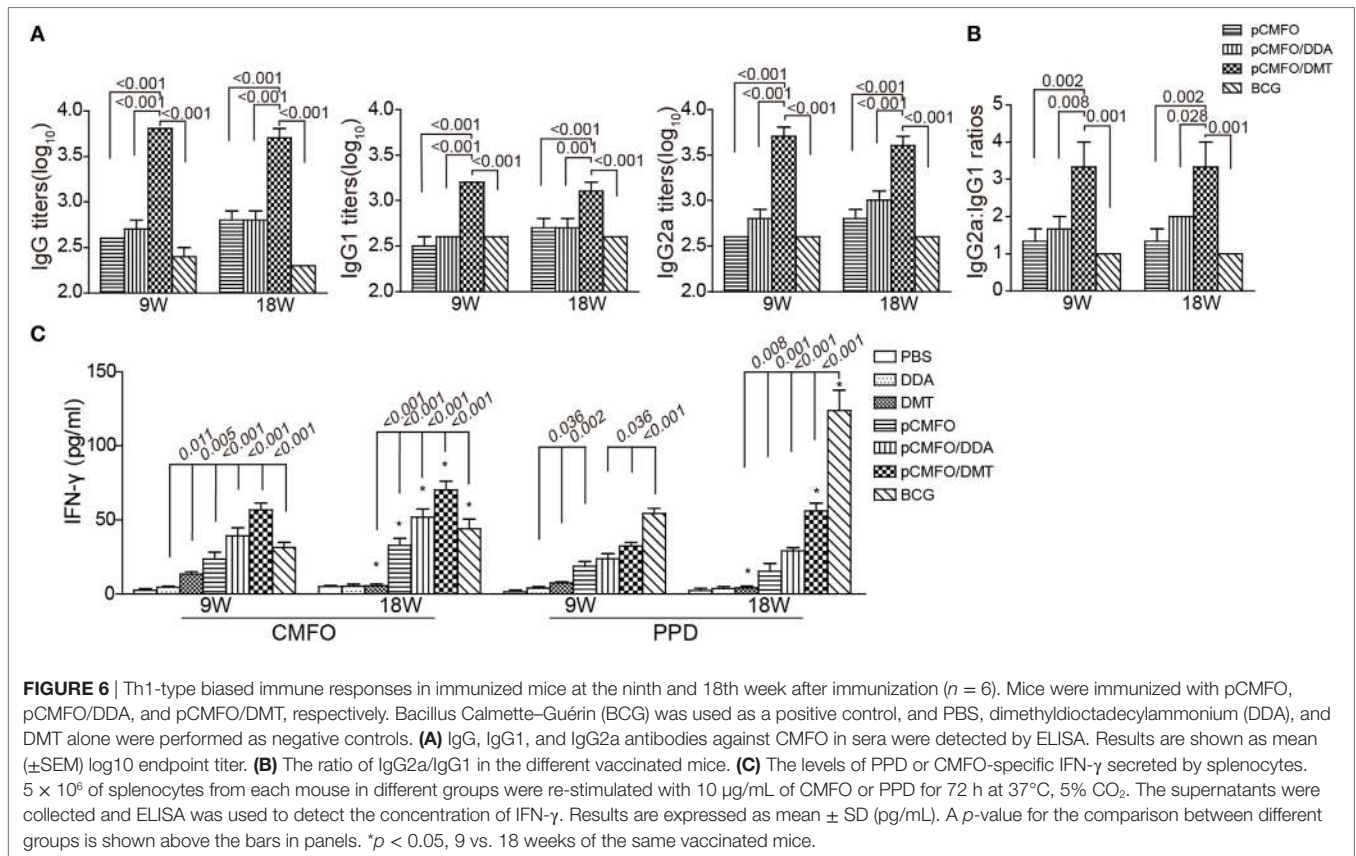 A
B
pCMFO
pCMFO/DDA
pCMFO/DMT
BCG
IgG titers(log10)
4.0
3.5
3.0
2.5
2.0
<0.001
<0.001
<0.001
<0.001
<0.001
<0.001
9W 18W
IgG1 titers(log10)
4.0
3.5
3.0
2.5
2.0
<0.001
<0.001
<0.001
<0.001
0.001
<0.001
9W 18W
IgG2a titers(log10)
4.0
3.5
3.0
2.5
2.0
<0.001
<0.001
<0.001
<0.001
<0.001
<0.001
9W 18W
IgG2a:IgG1 ratios
5
4
3
2
1
0
0.002
0.008
0.001
0.002
0.028
0.001
9W 18W
C
IFN-γ (pg/ml)
150
100
50
0
0.011 0.005 <0.001 <0.001 <0.001
<0.001 <0.001 <0.001 <0.001
0.036 0.002 0.036 <0.001
0.008 0.001 <0.001 <0.001
* * * * *
* * *
9W 18W 9W 18W
CMFO PPD
PBS
DDA
DMT
pCMFO
pCMFO/DDA
pCMFO/DMT
BCG
FIGURE 6 | Th1-type biased immune responses in immunized mice at the ninth and 18th week after immunization (n = 6). Mice were immunized with pCMFO,
pCMFO/DDA, and pCMFO/DMT, respectively. Bacillus Calmette–Guérin (BCG) was used as a positive control, and PBS, dimethyldioctadecylammonium (DDA), and
DMT alone were performed as negative controls. (A) IgG, IgG1, and IgG2a antibodies against CMFO in sera were detected by ELISA. Results are shown as mean
(±SEM) log10 endpoint titer. (B) The ratio of IgG2a/IgG1 in the different vaccinated mice. (C) The levels of PPD or CMFO-specific IFN-γ secreted by splenocytes.
5 × 10⁶ of splenocytes from each mouse in different groups were re-stimulated with 10 μg/mL of CMFO or PPD for 72 h at 37°C, 5% CO₂. The supernatants were
collected and ELISA was used to detect the concentration of IFN-γ. Results are expressed as mean ± SD (pg/mL). A p-value for the comparison between different
groups is shown above the bars in panels. *p < 0.05, 9 vs. 18 weeks of the same vaccinated mice.